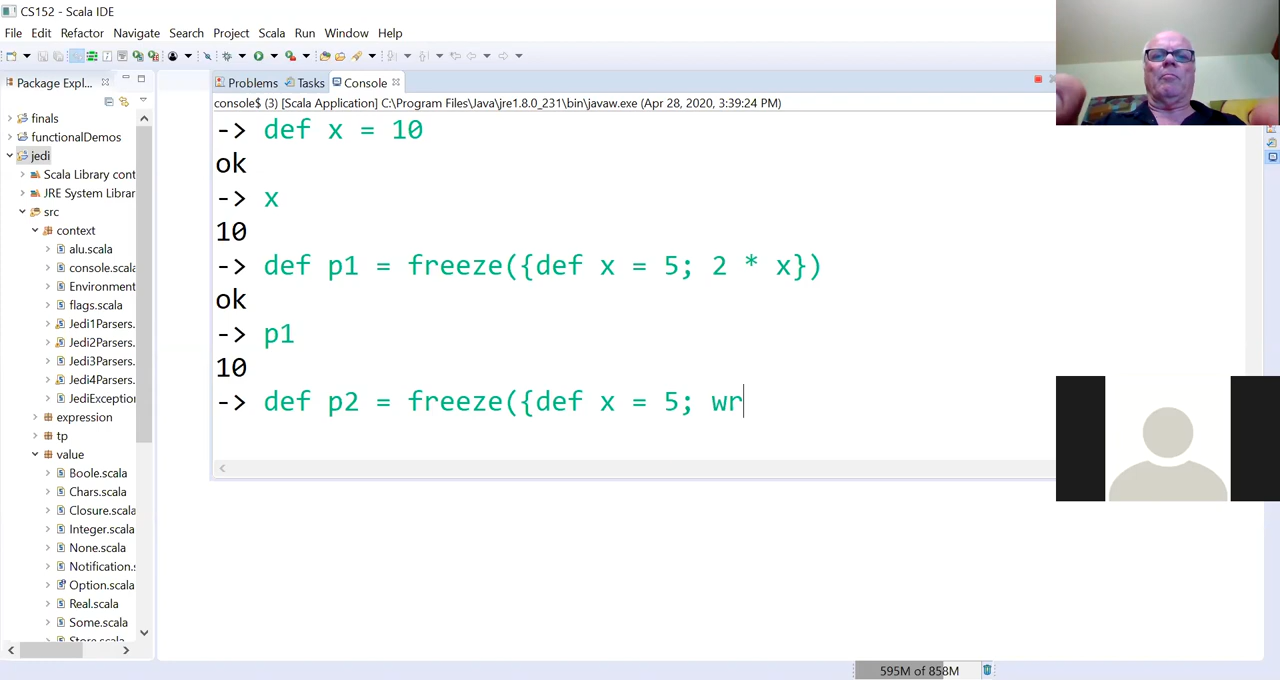 CS152 - Scala IDE
File Edit Refactor Navigate Search Project Scala Run Window Help
Package Expl...
Problems Tasks Console
console$ (3) [Scala Application] C:\Program Files\Java\jre1.8.0_231\bin\javaw.exe (Apr 28, 2020, 3:39:24 PM)
finals
functionalDemos
jedi
Scala Library cont
JRE System Librar
src
context
alu.scala
console.scala
Environment
flags.scala
Jedi1Parsers.
Jedi2Parsers.
Jedi3Parsers.
Jedi4Parsers.
JediException
expression
tp
value
Boole.scala
Chars.scala
Closure.scala
Integer.scala
None.scala
Notification.
Option.scala
Real.scala
Some.scala
Store.scala
-> def x = 10
ok
-> x
10
-> def p1 = freeze({def x = 5; 2 * x})
ok
-> p1
10
-> def p2 = freeze({def x = 5; wr
595M of 858M